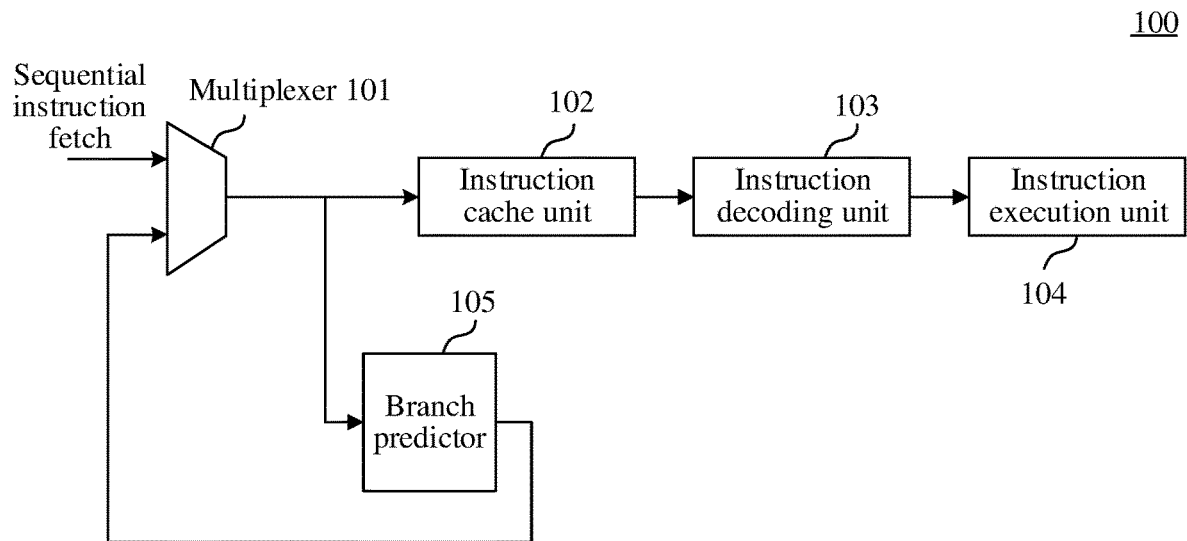 100
Sequential
instruction
fetch
Multiplexer 101
102
Instruction
cache unit
103
Instruction
decoding unit
Instruction
execution unit
104
105
Branch
predictor